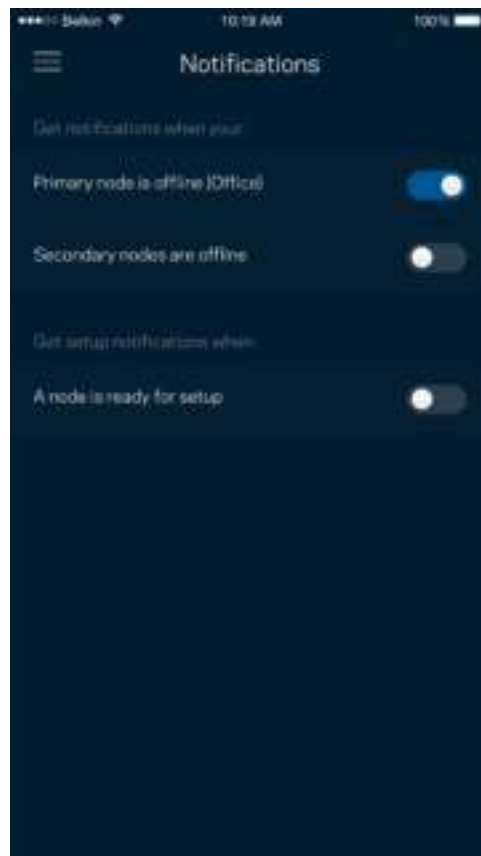 Belkin 10:19 AM 100%
Notifications
Get notifications when your:
Primary node is offline (Office)
Secondary nodes are offline
Get setup notifications when:
A node is ready for setup